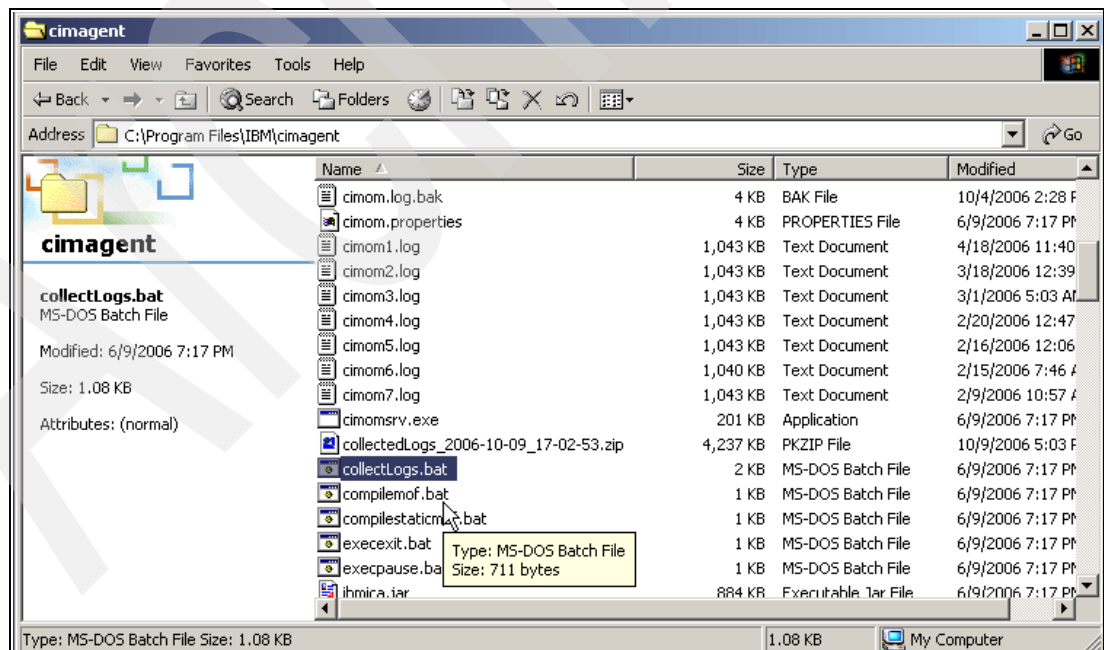 cimagent
File Edit View Favorites Tools Help
Back Search Folders
Address C:\Program Files\IBM\cimagent Go
Name Size Type Modified
cimom.log.bak 4 KB BAK File 10/4/2006 2:28 P
cimom.properties 4 KB PROPERTIES File 6/9/2006 7:17 PM
cimom1.log 1,043 KB Text Document 4/18/2006 11:40
cimom2.log 1,043 KB Text Document 3/18/2006 12:39
cimom3.log 1,043 KB Text Document 3/1/2006 5:03 AM
cimom4.log 1,043 KB Text Document 2/20/2006 12:47
cimom5.log 1,043 KB Text Document 2/16/2006 12:06
cimom6.log 1,040 KB Text Document 2/15/2006 7:46 A
cimom7.log 1,043 KB Text Document 2/9/2006 10:57 A
cimomsrv.exe 201 KB Application 6/9/2006 7:17 PM
collectedLogs_2006-10-09_17-02-53.zip 4,237 KB PKZIP File 10/9/2006 5:03 P
collectLogs.bat 2 KB MS-DOS Batch File 6/9/2006 7:17 PM
compilemof.bat 1 KB MS-DOS Batch File 6/9/2006 7:17 PM
.bat 1 KB MS-DOS Batch File 6/9/2006 7:17 PM
execexit.bat 1 KB MS-DOS Batch File 6/9/2006 7:17 PM
execpause.ba 1 KB MS-DOS Batch File 6/9/2006 7:17 PM
ibmica.jar 884 KB Executable Jar File 6/9/2006 7:17 PM
Type: MS-DOS Batch File
Size: 711 bytes
cimagent
collectLogs.bat
MS-DOS Batch File
Modified: 6/9/2006 7:17 PM
Size: 1.08 KB
Attributes: (normal)
Type: MS-DOS Batch File Size: 1.08 KB 1.08 KB My Computer